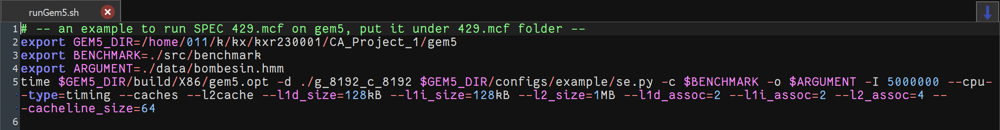 runGem5.sh
1 # -- an example to run SPEC 429.mcf on gem5, put it under 429.mcf folder --
2 export GEM5_DIR=/home/011/k/kx/kxr230001/CA_Project_1/gem5
3 export BENCHMARK=./src/benchmark
4 export ARGUMENT=./data/bombesin.hmm
5 time $GEM5_DIR/build/X86/gem5.opt -d ./g_8192_c_8192 $GEM5_DIR/configs/example/se.py -c $BENCHMARK -o $ARGUMENT -I 5000000 --cpu-
-type=timing --caches --l2cache --l1d_size=128kB --l1i_size=128kB --l2_size=1MB --l1d_assoc=2 --l1i_assoc=2 --l2_assoc=4 --
-cacheline_size=64
6